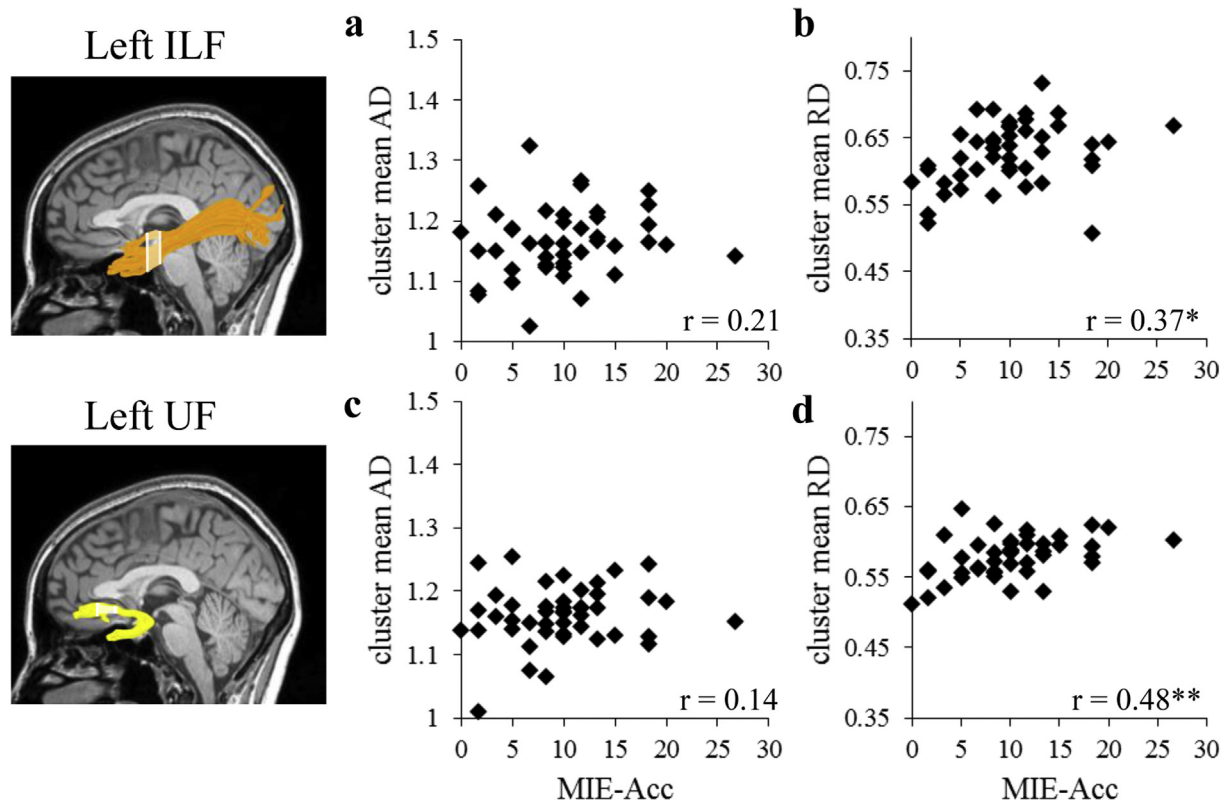 Left ILF
a
cluster mean AD
1.5
1.4
1.3
1.2
1.1
1
0 5 10 15 20 25 30
r = 0.21
b
cluster mean RD
0.75
0.65
0.55
0.45
0.35
0 5 10 15 20 25 30
r = 0.37*
Left UF
c
cluster mean AD
1.5
1.4
1.3
1.2
1.1
1
0 5 10 15 20 25 30
r = 0.14
MIE-Acc
d
cluster mean RD
0.75
0.65
0.55
0.45
0.35
0 5 10 15 20 25 30
r = 0.48**
MIE-Acc